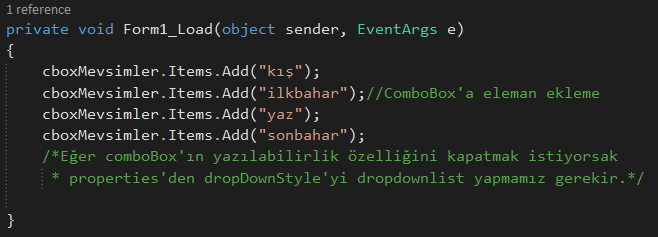 1 reference
private void Form1_Load(object sender, EventArgs e)
{
cboxMevsimler.Items.Add("kış");
cboxMevsimler.Items.Add("ilkbahar");//ComboBox'a eleman ekleme
cboxMevsimler.Items.Add("yaz");
cboxMevsimler.Items.Add("sonbahar");
/*Eğer comboBox'ın yazılabilirlik özelliğini kapatmak istiyorsak
* properties'den dropDownStyle'yi dropdownlist yapmamız gerekir.*/
}